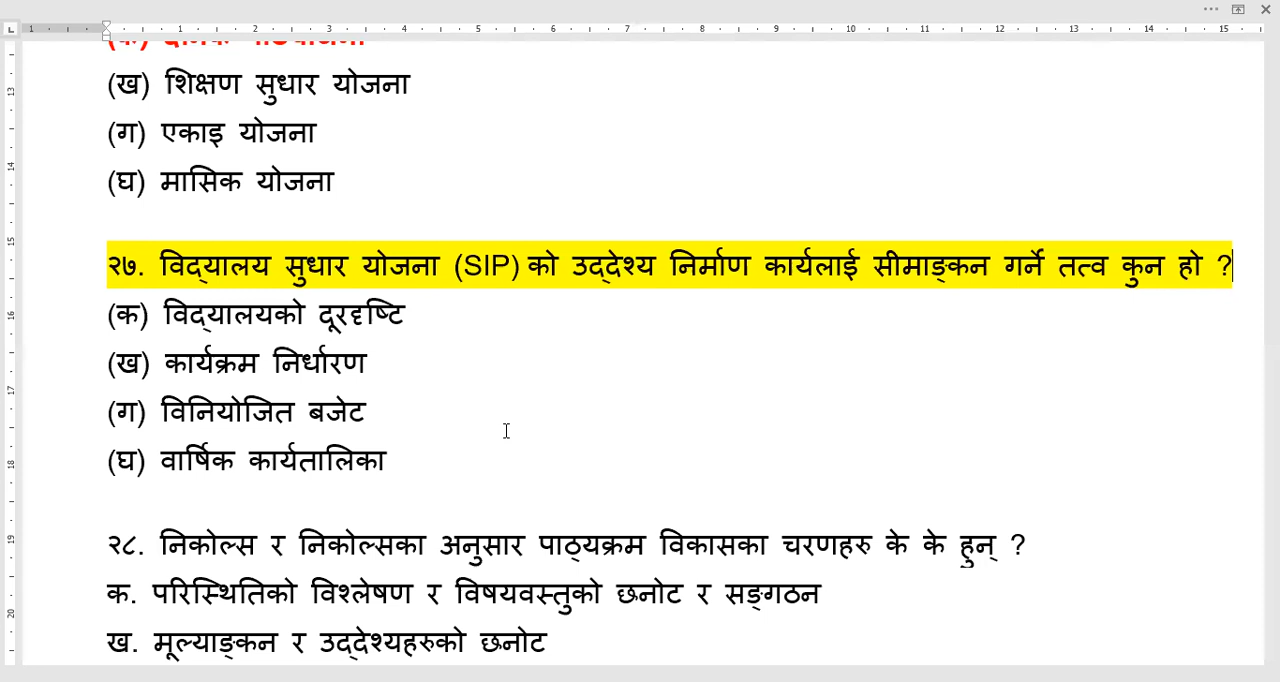 (ख) शिक्षण सुधार योजना
(ग) एकाइ योजना
(घ) मासिक योजना
२७. विद्यालय सुधार योजना (SIP) को उद्देश्य निर्माण कार्यलाई सीमाङ्कन गर्ने तत्व कुन हो ?
(क) विद्यालयको दूरदृष्टि
(ख) कार्यक्रम निर्धारण
(ग) विनियोजित बजेट
(घ) वार्षिक कार्यतालिका
२८. निकोल्स र निकोल्सका अनुसार पाठ्यक्रम विकासका चरणहरु के के हुन् ?
क. परिस्थितिको विश्लेषण र विषयवस्तुको छनोट र सङ्गठन
ख. मूल्याङ्कन र उद्देश्यहरुको छनोट